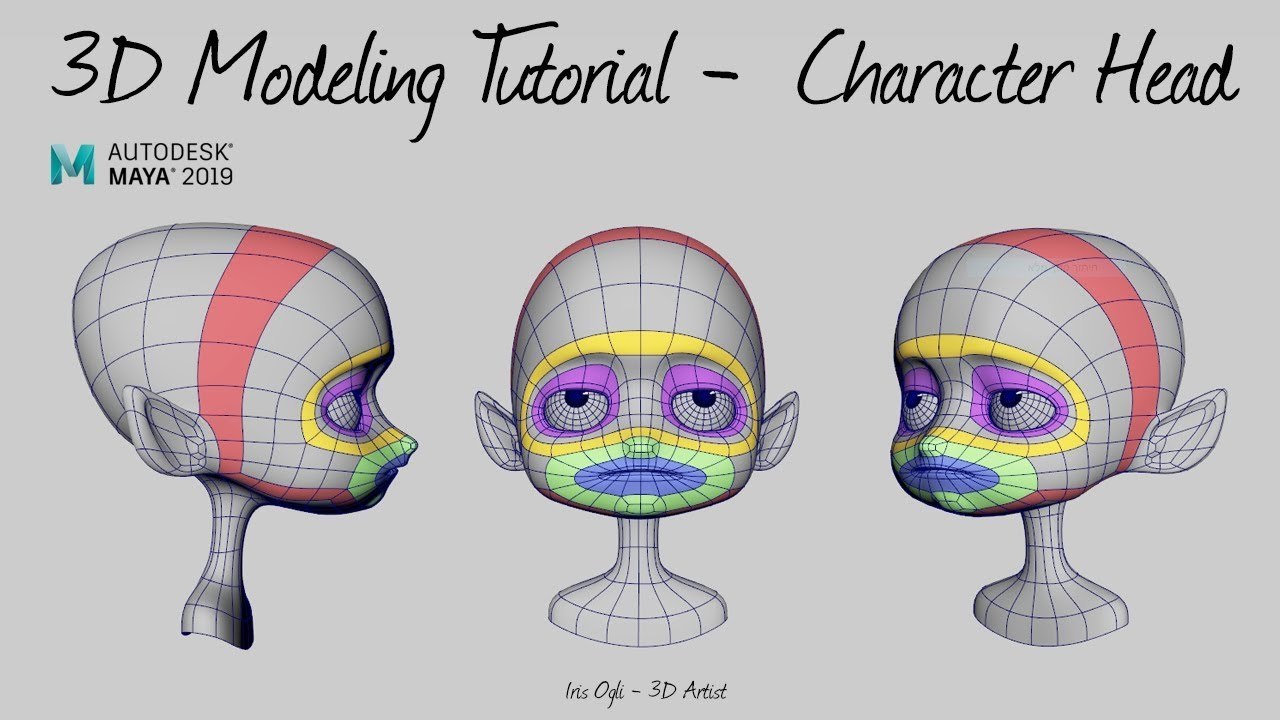 3D Modeling Tutorial - Character Head
AUTODESK®
MAYA® 2019
Iris Ogli - 3D Artist